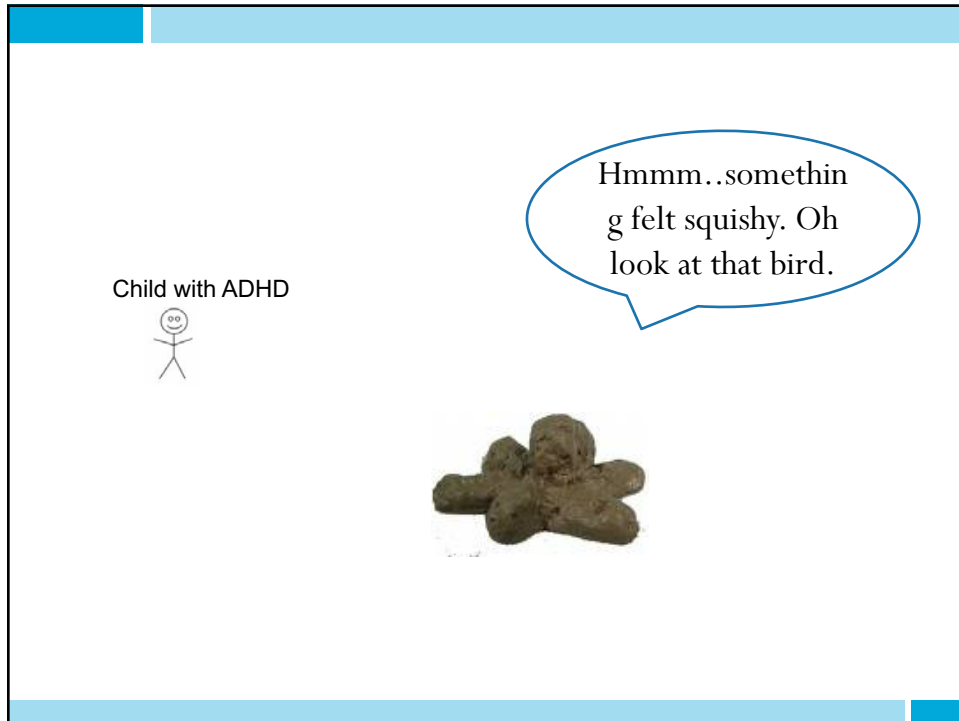 Hmmm..somethin
g felt squishy. Oh
look at that bird.
Child with ADHD